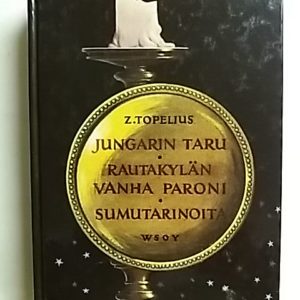 Z. TOPELIUS
JUNGARIN TARU
•
RAUTAKYLÄN
VANHA PARONI
•
SUMUTARINOITA
WSOY